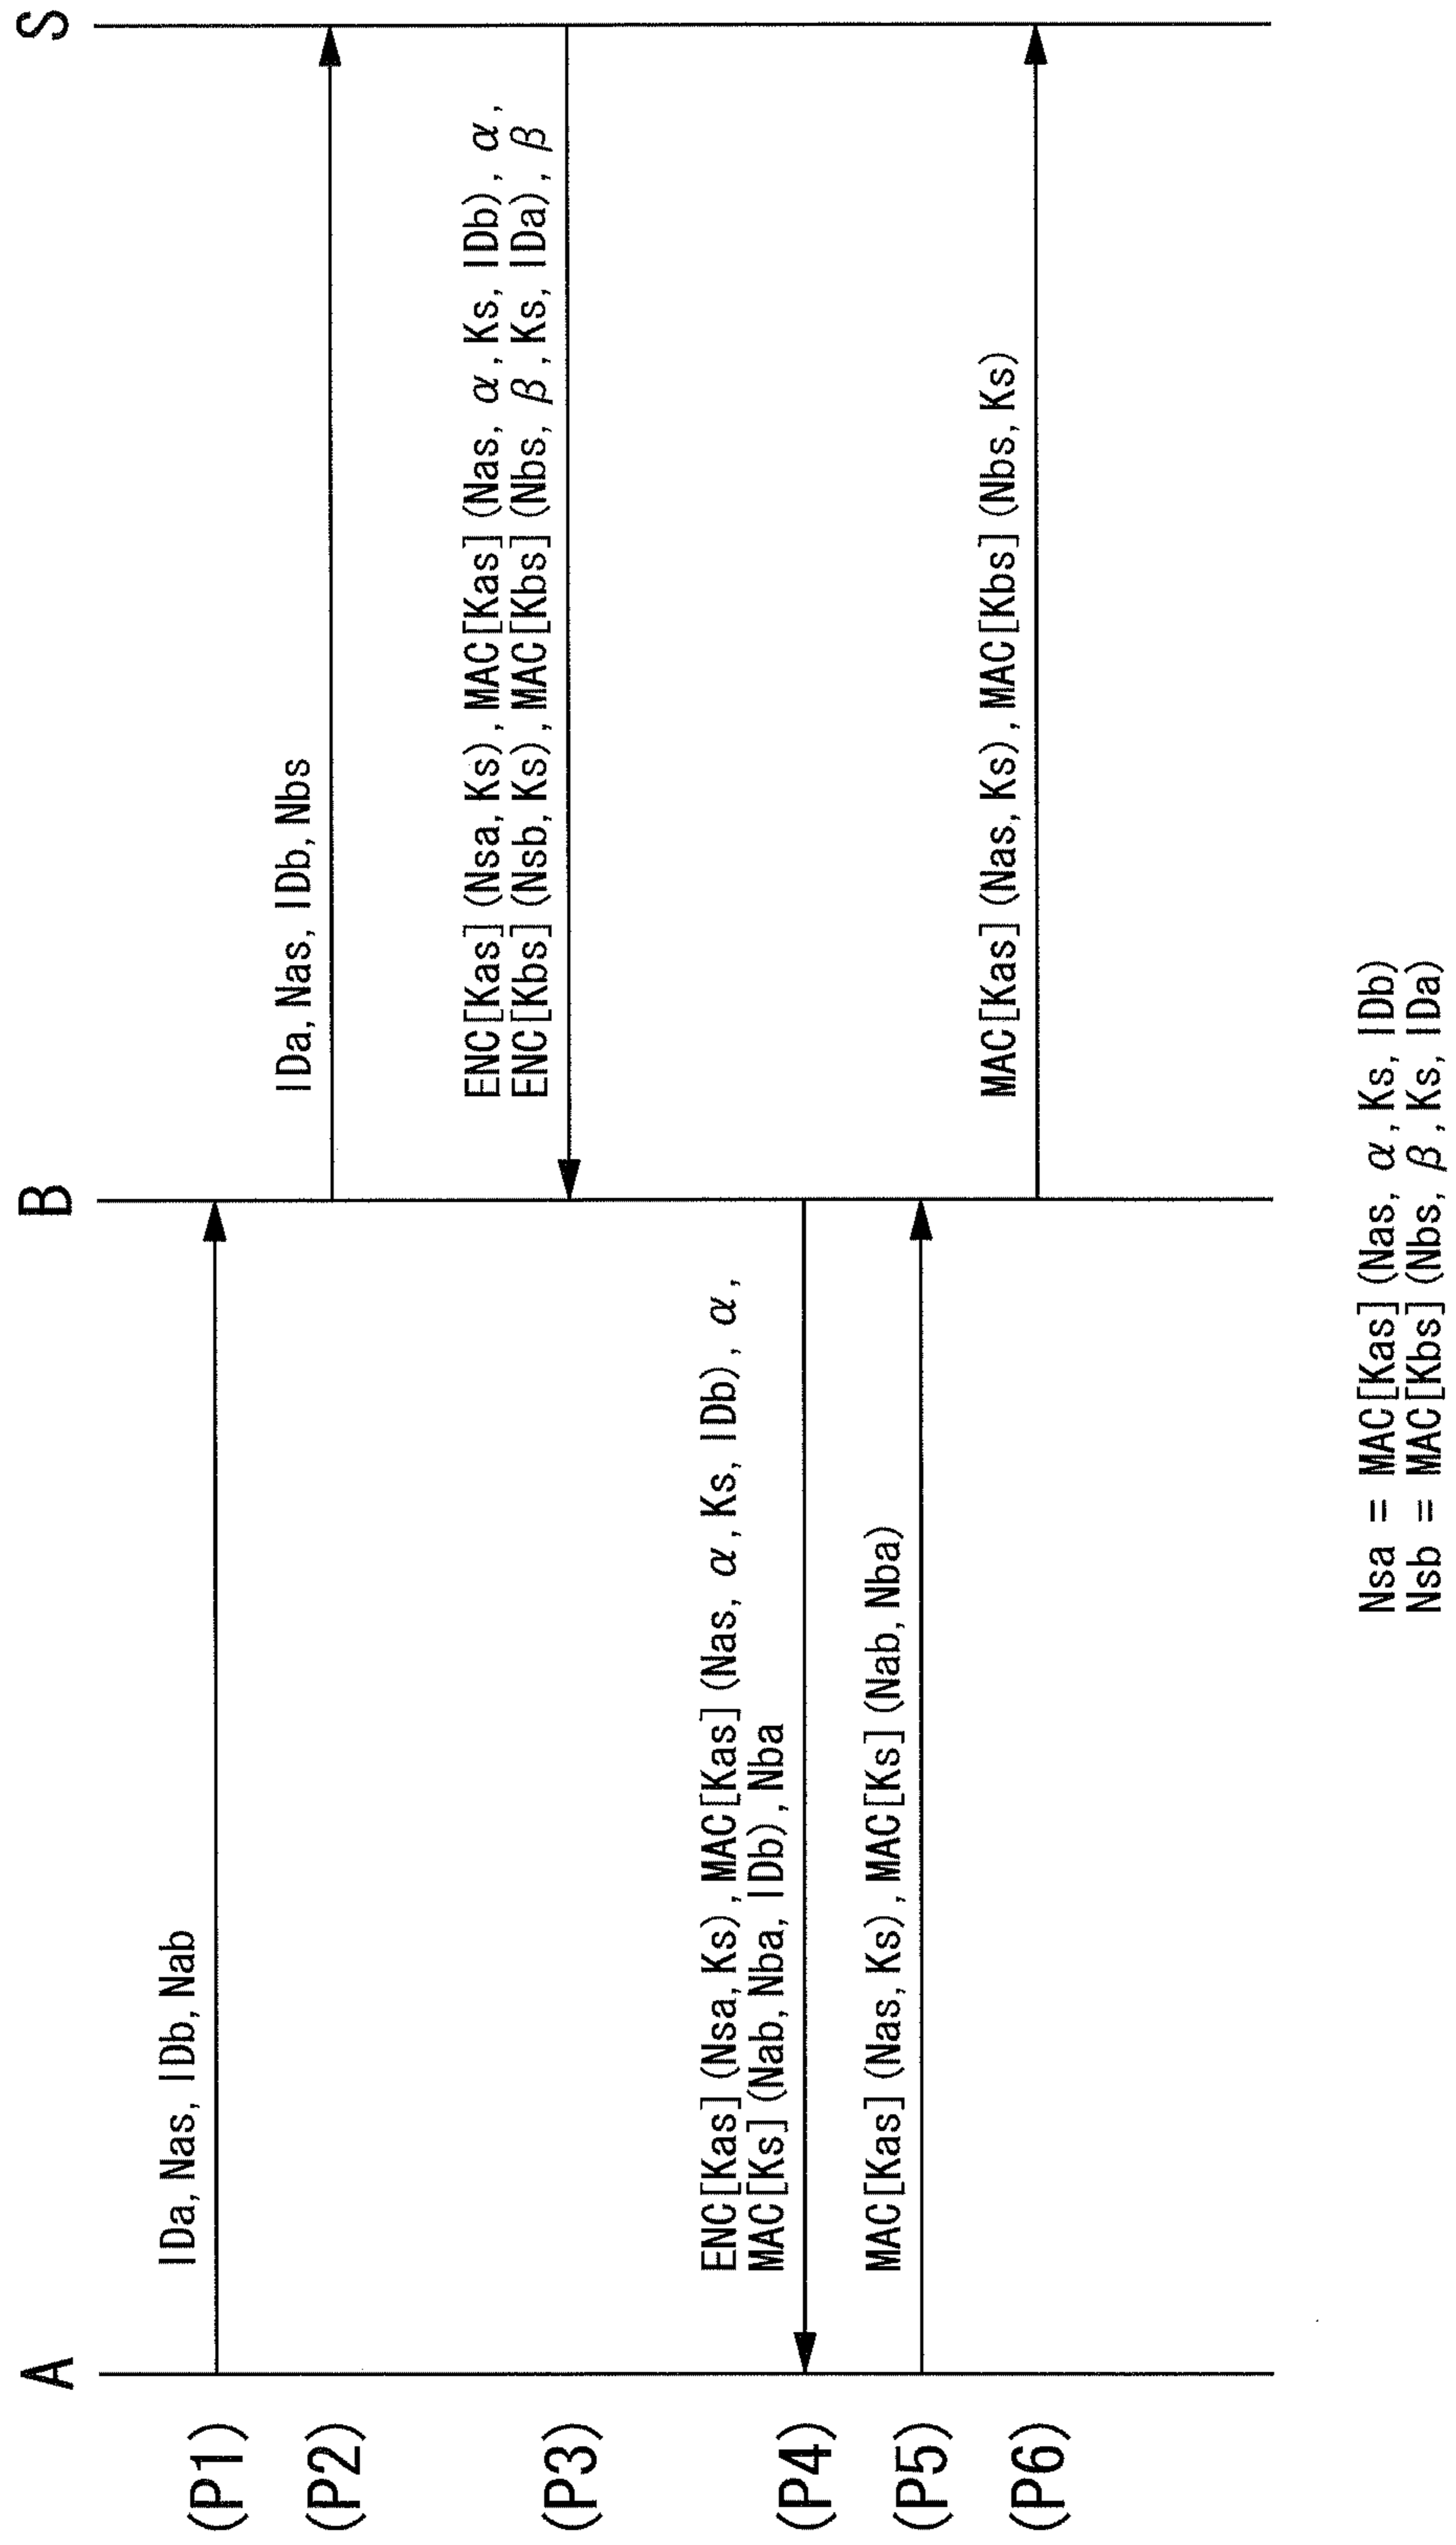 A B S
(P1)
IDa, Nas, IDb, Nab
(P2)
IDa, Nas, IDb, Nbs
(P3)
ENC[Kas] (Nsa, Ks), MAC[Kas] (Nas, α, Ks, IDb), α,
ENC[Kbs] (Nsb, Ks), MAC[Kbs] (Nbs, β, Ks, IDa), β
(P4)
ENC[Kas] (Nsa, Ks), MAC[Kas] (Nas, α, Ks, IDb), α,
MAC[Ks] (Nab, Nba, IDb), Nba
(P5)
MAC[Kas] (Nas, Ks), MAC[Ks] (Nab, Nba)
(P6)
MAC[Kas] (Nas, Ks), MAC[Kbs] (Nbs, Ks)
Nsa = MAC[Kas] (Nas, α, Ks, IDb)
Nsb = MAC[Kbs] (Nbs, β, Ks, IDa)